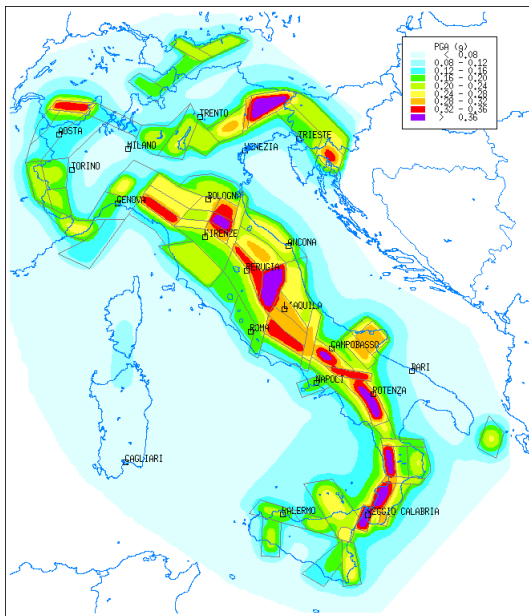 PGA (g)
< 0.08
0.08 - 0.12
0.12 - 0.16
0.16 - 0.20
0.20 - 0.24
0.24 - 0.28
0.28 - 0.32
0.32 - 0.36
> 0.36
TRENTO
AOSTA
TRIESTE
MILANO
VENEZIA
TORINO
BOLOGNA
GENOVA
FIRENZE
ANCONA
PERUGIA
L'AQUILA
ROMA
CAMPOBASSO
BARI
NAPOLI
POTENZA
CAGLIARI
PALERMO
REGGIO CALABRIA